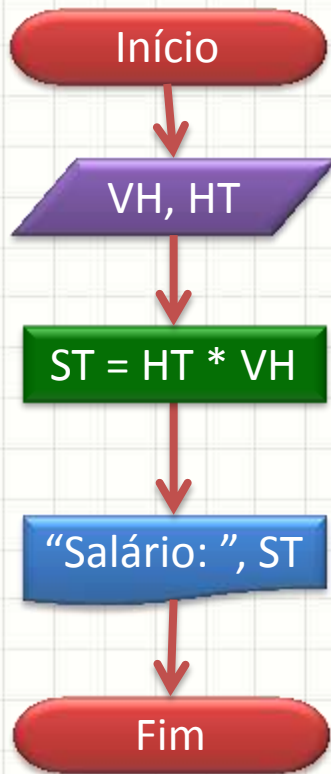 Início
VH, HT
ST = HT * VH
“Salário: ”, ST
Fim